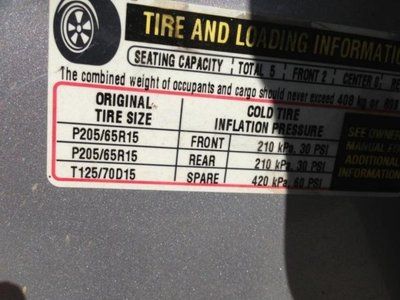 TIRE AND LOADING INFORMATION
SEATING CAPACITY TOTAL 5 FRONT 2 CENTER 0
The combined weight of occupants and cargo should never exceed 408 kg or
ORIGINAL TIRE SIZE COLD TIRE INFLATION PRESSURE
P205/65R15 FRONT 210 kPa, 30 PSI
P205/65R15 REAR 210 kPa, 30 PSI
T125/70D15 SPARE 420 kPa, 60 PSI
SEE OWNER
MANUAL FO
ADDITIONAL
INFORMATIO